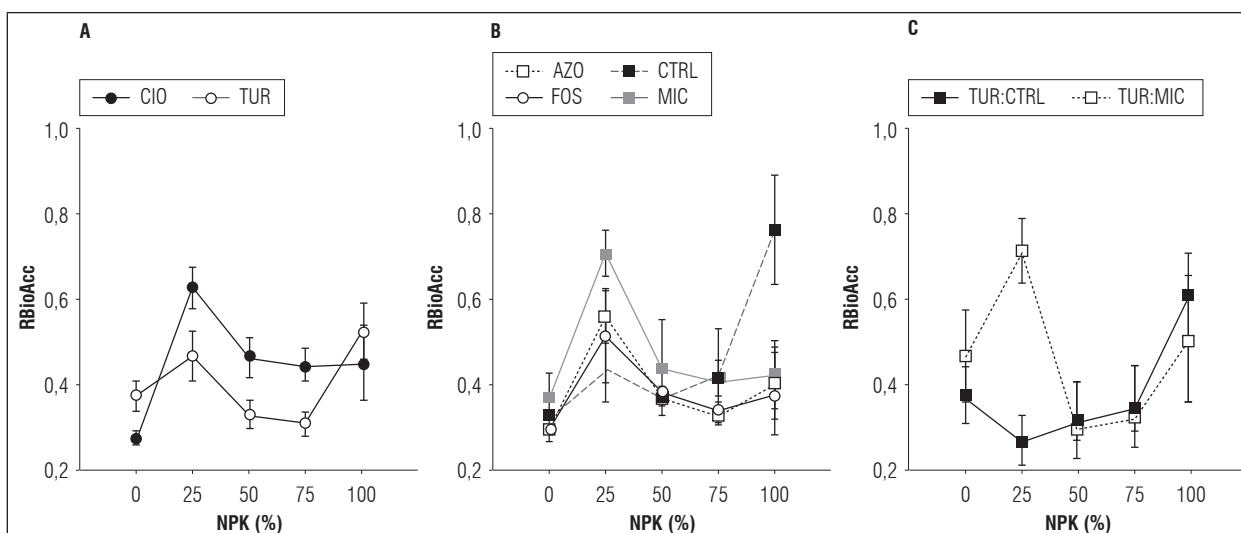 A
CIO TUR
1,0
0,8
0,6
0,4
0,2
RBioAcc
0 25 50 75 100
NPK (%)
B
AZO CTRL
FOS MIC
1,0
0,8
0,6
0,4
0,2
RBioAcc
0 25 50 75 100
NPK (%)
C
TUR:CTRL TUR:MIC
1,0
0,8
0,6
0,4
0,2
RBioAcc
0 25 50 75 100
NPK (%)